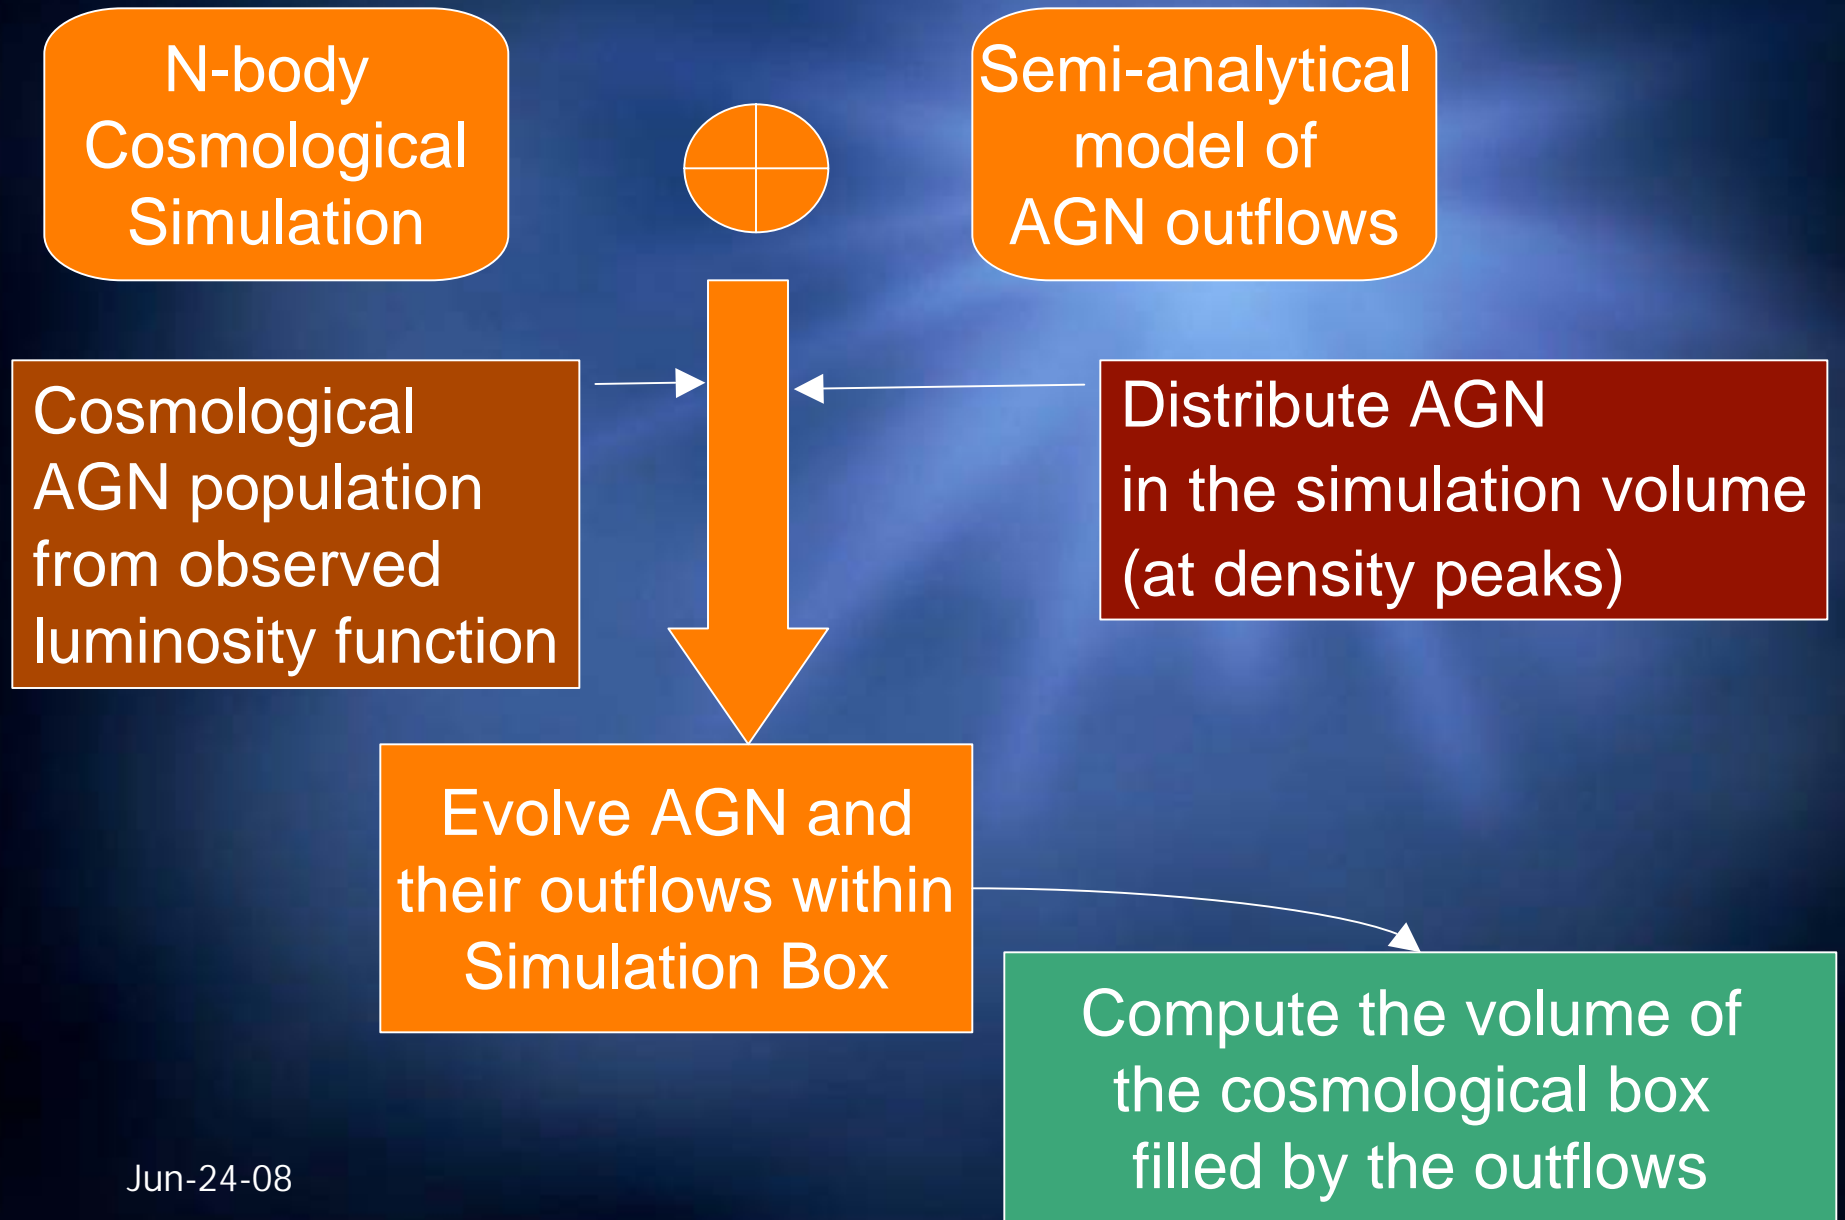 N-body
Cosmological
Simulation
Semi-analytical
model of
AGN outflows
Cosmological
AGN population
from observed
luminosity function
Distribute AGN
in the simulation volume
(at density peaks)
Evolve AGN and
their outflows within
Simulation Box
Compute the volume of
the cosmological box
filled by the outflows
Jun-24-08